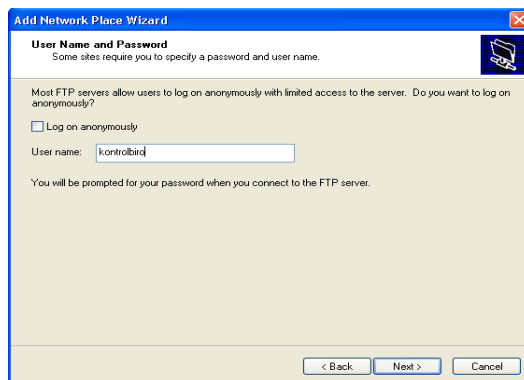 Add Network Place Wizard
User Name and Password
Some sites require you to specify a password and user name.
Most FTP servers allow users to log on anonymously with limited access to the server. Do you want to log on
anonymously?
Log on anonymously
User name: kontrolbiro
You will be prompted for your password when you connect to the FTP server.
< Back Next > Cancel